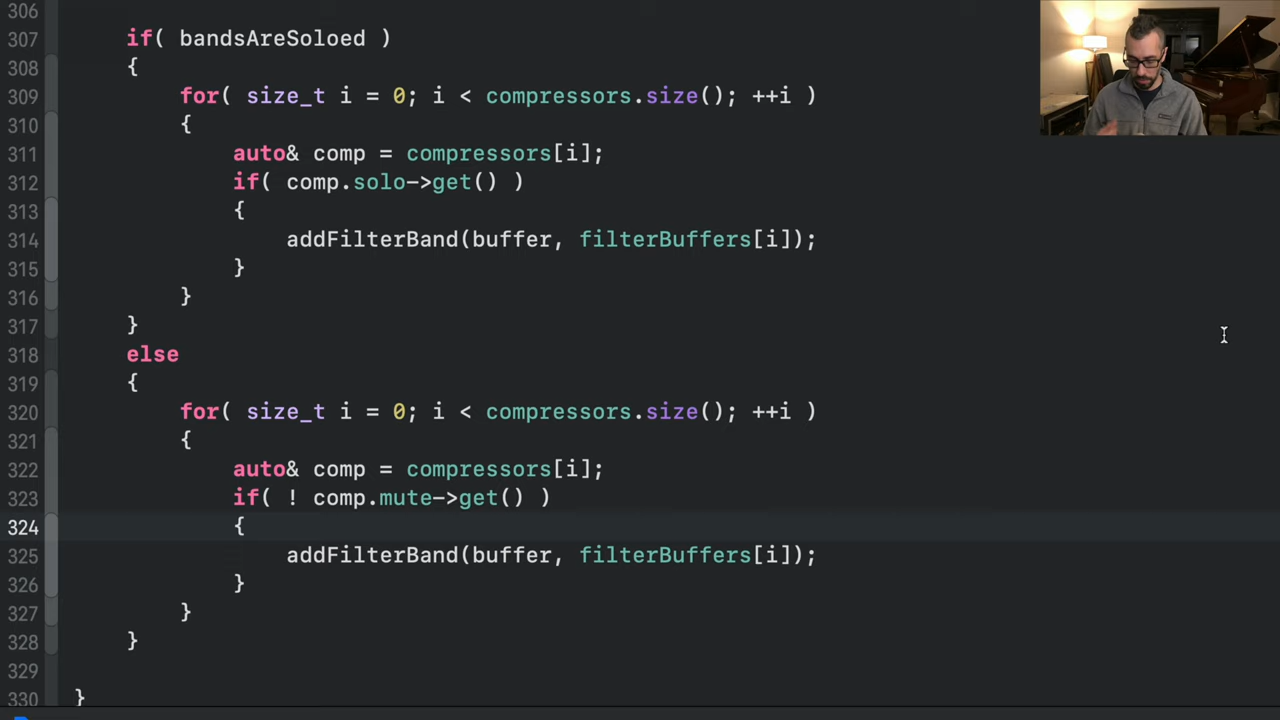 306
307 if( bandsAreSoloed )
308 {
309 for( size_t i = 0; i < compressors.size(); ++i )
310 {
311 auto& comp = compressors[i];
312 if( comp.solo->get() )
313 {
314 addFilterBand(buffer, filterBuffers[i]);
315 }
316 }
317 }
318 else
319 {
320 for( size_t i = 0; i < compressors.size(); ++i )
321 {
322 auto& comp = compressors[i];
323 if( ! comp.mute->get() )
324 {
325 addFilterBand(buffer, filterBuffers[i]);
326 }
327 }
328 }
329
330 }